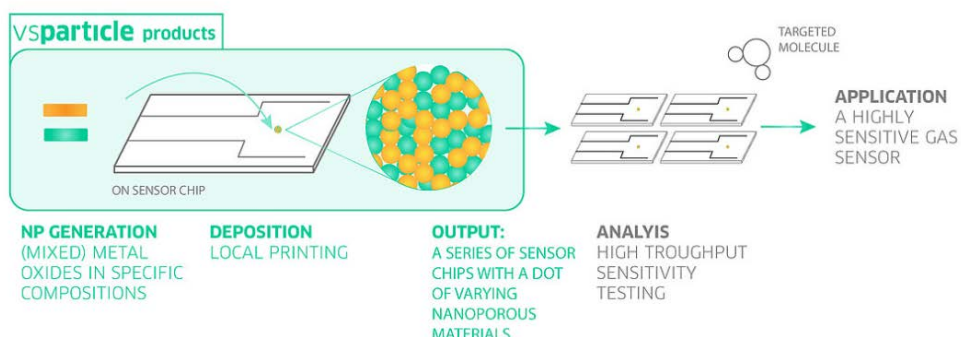 vsparticle products
TARGETED
MOLECULE
ON SENSOR CHIP
APPLICATION
A HIGHLY
SENSITIVE GAS
SENSOR
NP GENERATION
(MIXED) METAL
OXIDES IN SPECIFIC
COMPOSITIONS
DEPOSITION
LOCAL PRINTING
OUTPUT:
A SERIES OF SENSOR
CHIPS WITH A DOT
OF VARYING
NANOPOROUS
MATERIALS
ANALYIS
HIGH TROUGHPUT
SENSITIVITY
TESTING